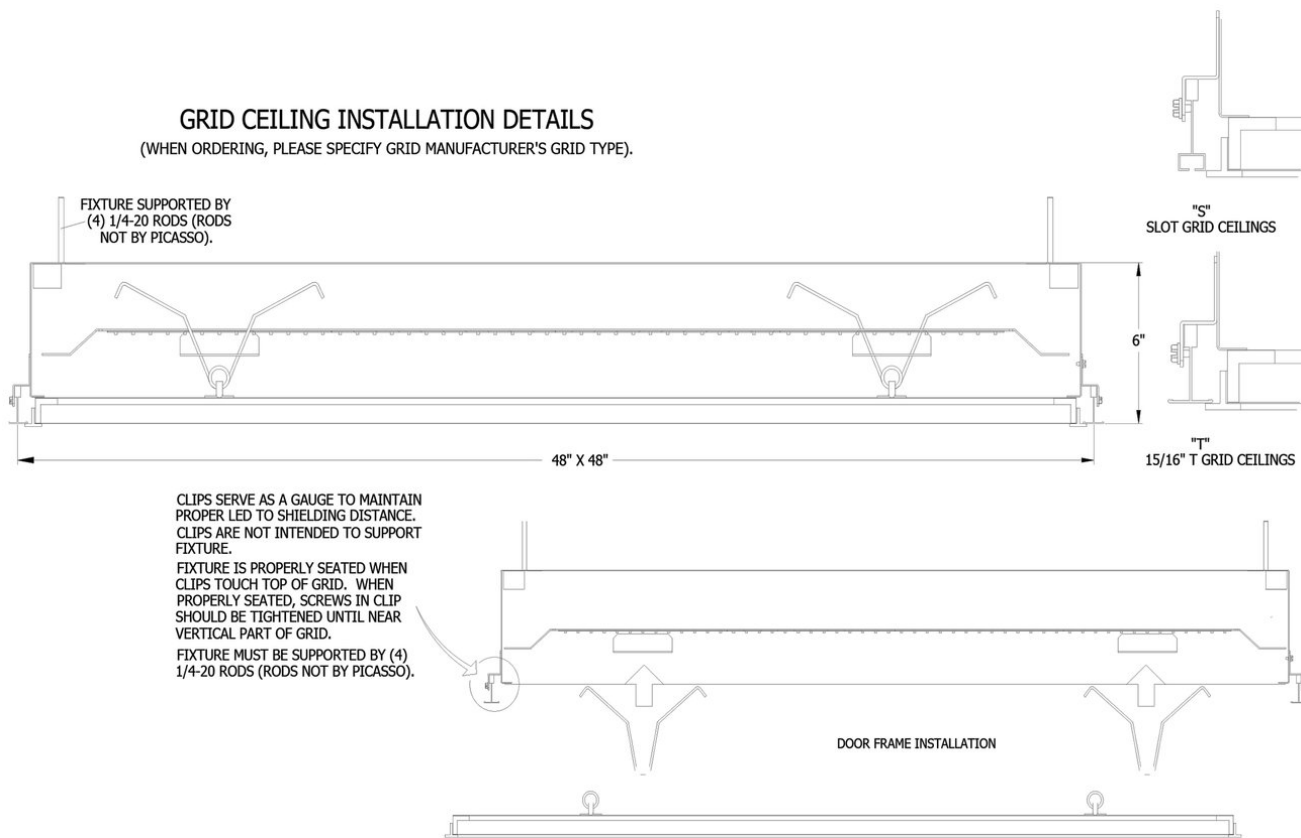 GRID CEILING INSTALLATION DETAILS
(WHEN ORDERING, PLEASE SPECIFY GRID MANUFACTURER'S GRID TYPE).
FIXTURE SUPPORTED BY
(4) 1/4-20 RODS (RODS
NOT BY PICASSO).
"S"
SLOT GRID CEILINGS
6"
"T"
15/16" T GRID CEILINGS
48" X 48"
CLIPS SERVE AS A GAUGE TO MAINTAIN
PROPER LED TO SHIELDING DISTANCE.
CLIPS ARE NOT INTENDED TO SUPPORT
FIXTURE.
FIXTURE IS PROPERLY SEATED WHEN
CLIPS TOUCH TOP OF GRID. WHEN
PROPERLY SEATED, SCREWS IN CLIP
SHOULD BE TIGHTENED UNTIL NEAR
VERTICAL PART OF GRID.
FIXTURE MUST BE SUPPORTED BY (4)
1/4-20 RODS (RODS NOT BY PICASSO).
DOOR FRAME INSTALLATION